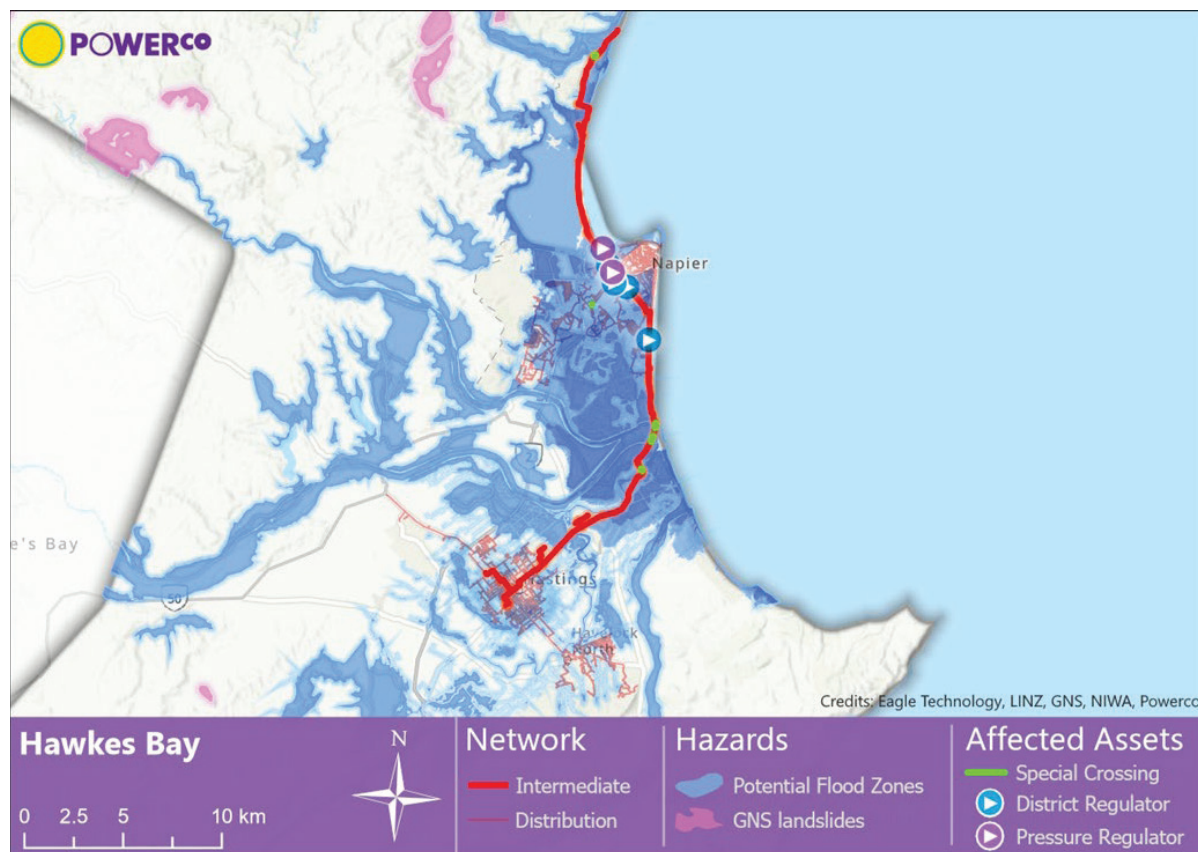 POWERCO
Napier
2
e's Bay
50
Hastings
Havelock
North
Credits: Eagle Technology, LINZ, GNS, NIWA, Powerco
Hawkes Bay
N
0 2.5 5 10 km
Network
Intermediate
Distribution
Hazards
Potential Flood Zones
GNS landslides
Affected Assets
Special Crossing
District Regulator
Pressure Regulator